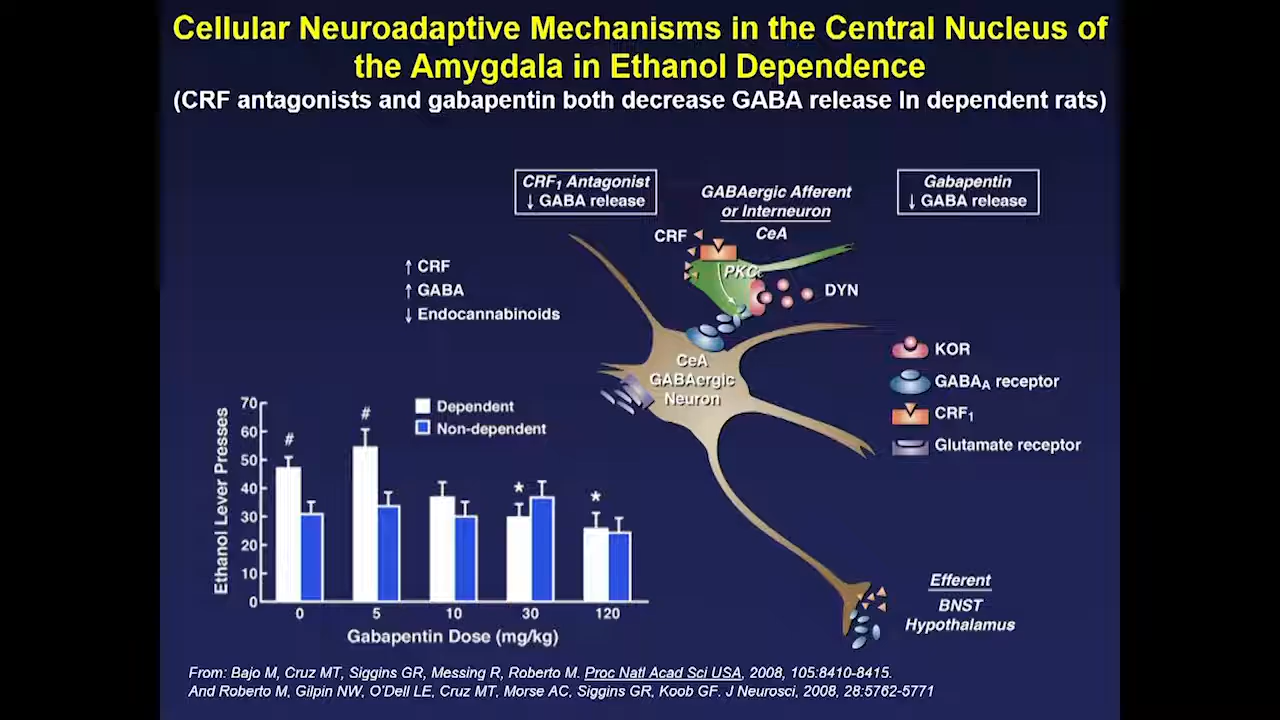 Cellular Neuroadaptive Mechanisms in the Central Nucleus of
the Amygdala in Ethanol Dependence
(CRF antagonists and gabapentin both decrease GABA release In dependent rats)
CRF1 Antagonist
↓ GABA release
GABAergic Afferent
or Interneuron
CeA
Gabapentin
↓ GABA release
CRF
PKCε
DYN
↑ CRF
↑ GABA
↓ Endocannabinoids
CeA
GABAergic
Neuron
KOR
GABAA receptor
CRF1
Glutamate receptor
Ethanol Lever Presses
70
60
50
40
30
20
10
0
# # * *
Dependent
Non-dependent
0 5 10 30 120
Gabapentin Dose (mg/kg)
Efferent
BNST
Hypothalamus
From: Bajo M, Cruz MT, Siggins GR, Messing R, Roberto M. Proc Natl Acad Sci USA, 2008, 105:8410-8415.
And Roberto M, Gilpin NW, O'Dell LE, Cruz MT, Morse AC, Siggins GR, Koob GF. J Neurosci, 2008, 28:5762-5771